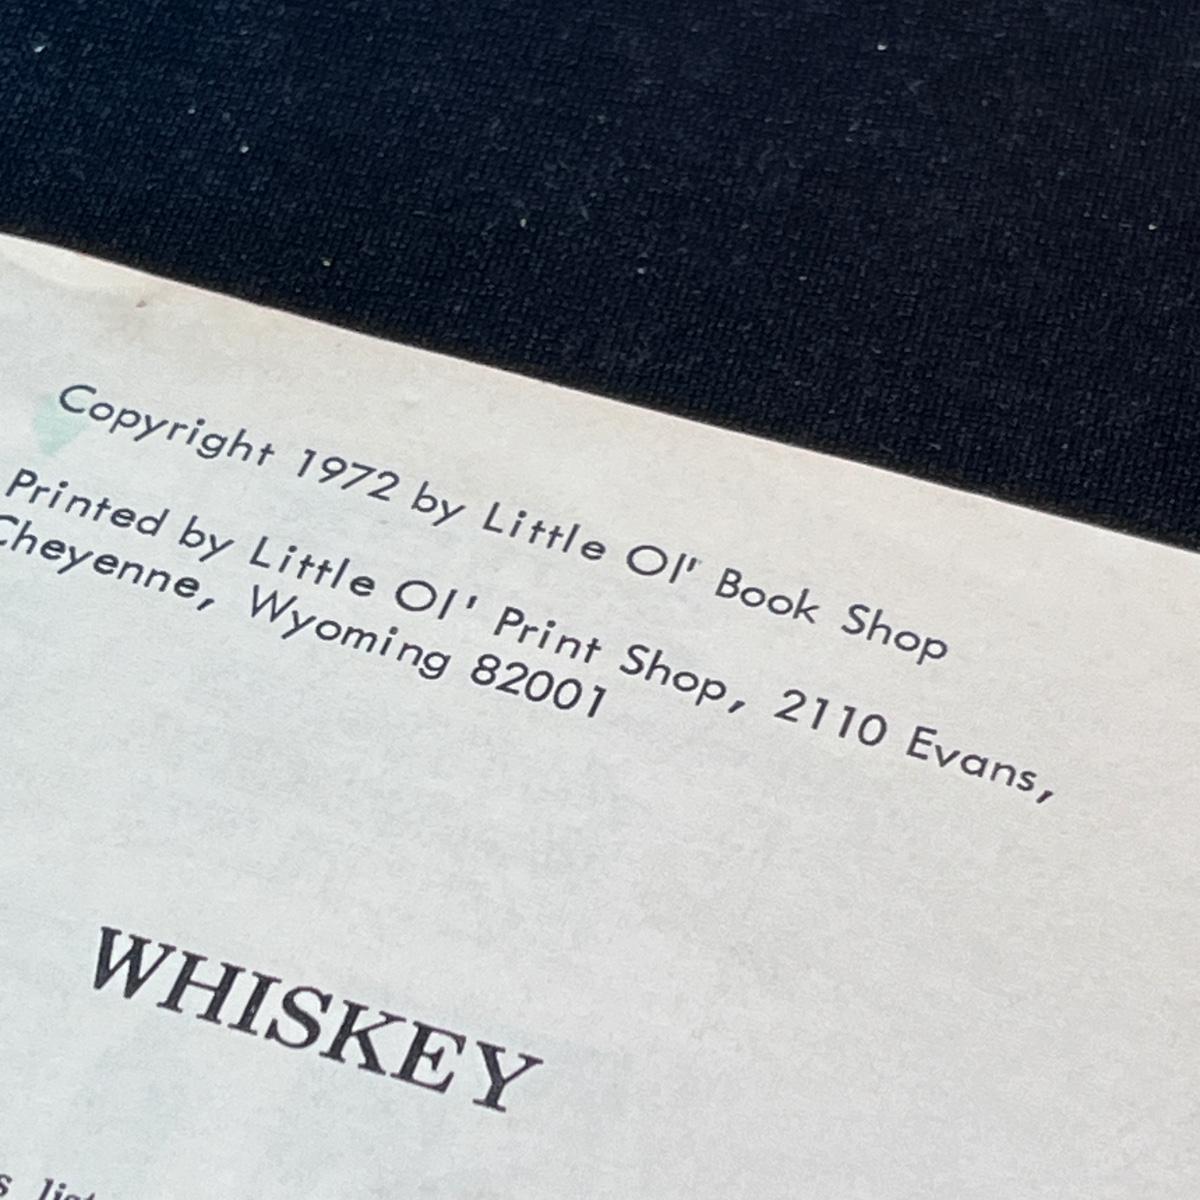 Copyright 1972 by Little Ol' Book Shop
Printed by Little Ol' Print Shop, 2110 Evans,
Cheyenne, Wyoming 82001
WHISKEY